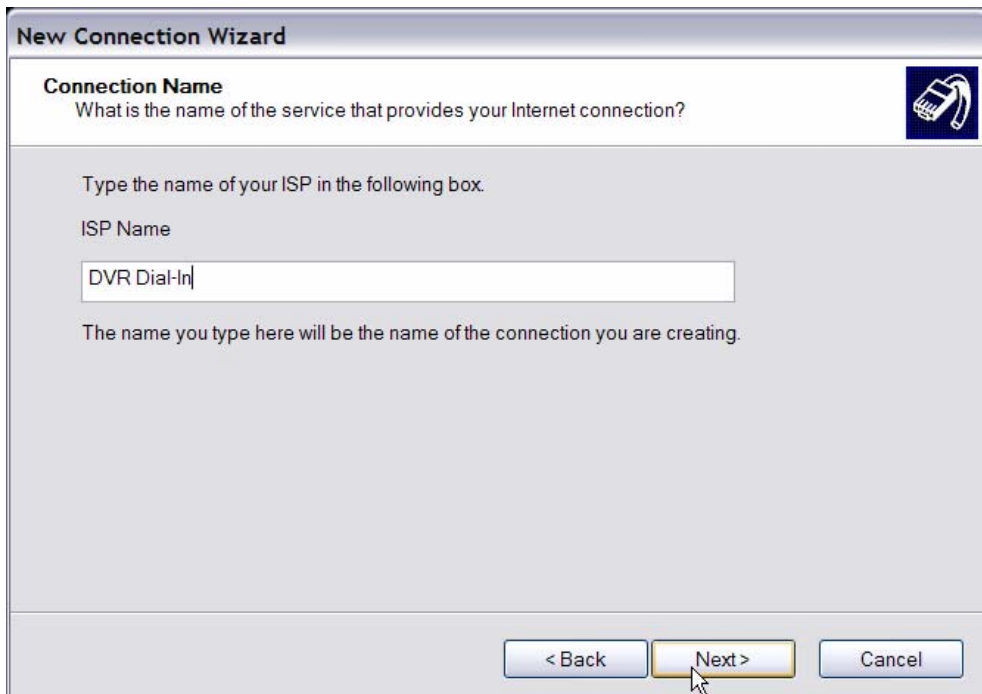 New Connection Wizard
Connection Name
What is the name of the service that provides your Internet connection?
Type the name of your ISP in the following box.
ISP Name
DVR Dial-In
The name you type here will be the name of the connection you are creating.
< Back
Next >
Cancel